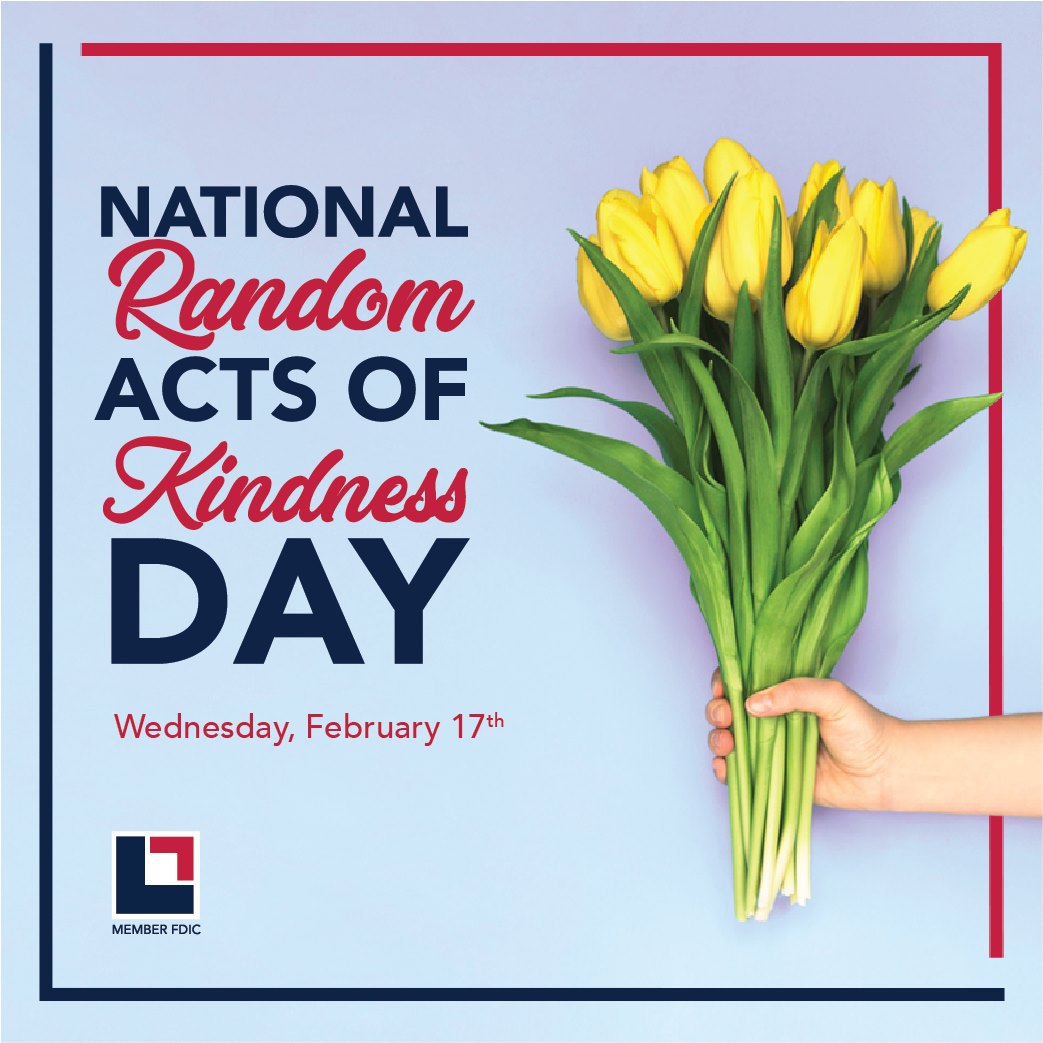 NATIONAL
Random
ACTS OF
Kindness
DAY
Wednesday, February 17th
MEMBER FDIC